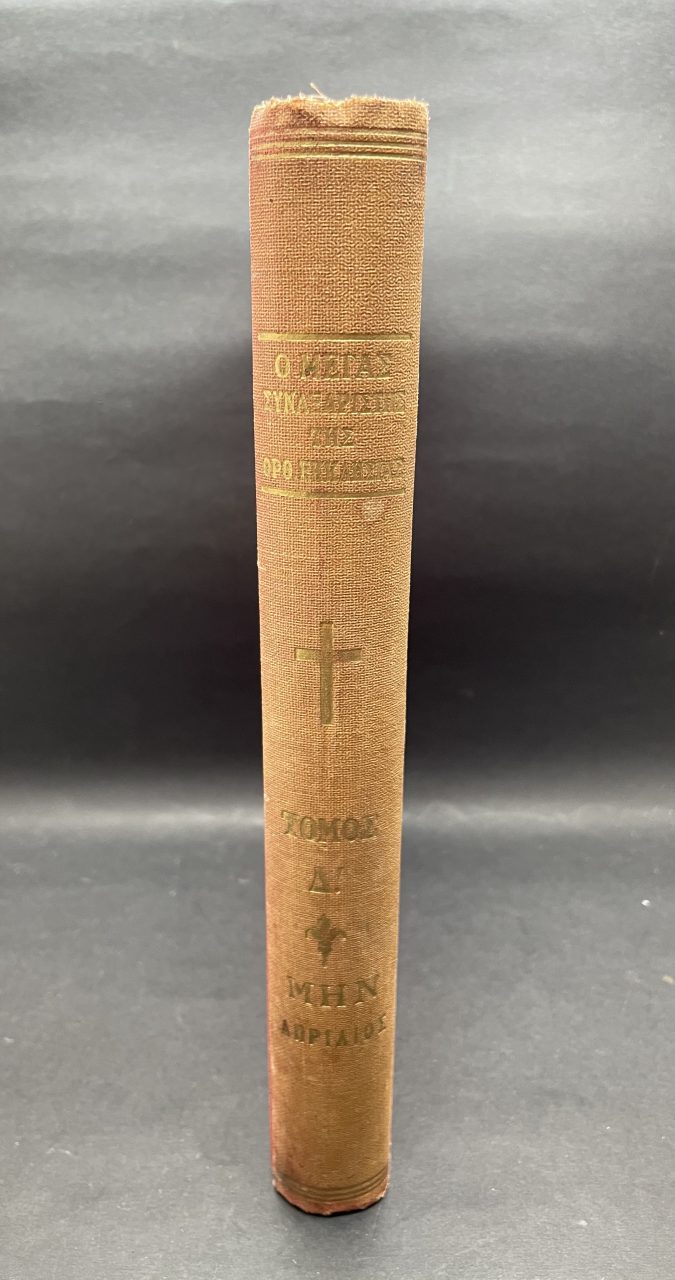 Ο ΜΕΓΑΣ
ΣΥΝΑΞΑΡΙΣΤΗΣ
ΤΗΣ
ΟΡΘ. ΕΚΚΛΗΣΙΑΣ
ΤΟΜΟΣ
Δ΄.
ΜΗΝ
ΑΠΡΙΛΙΟΣ